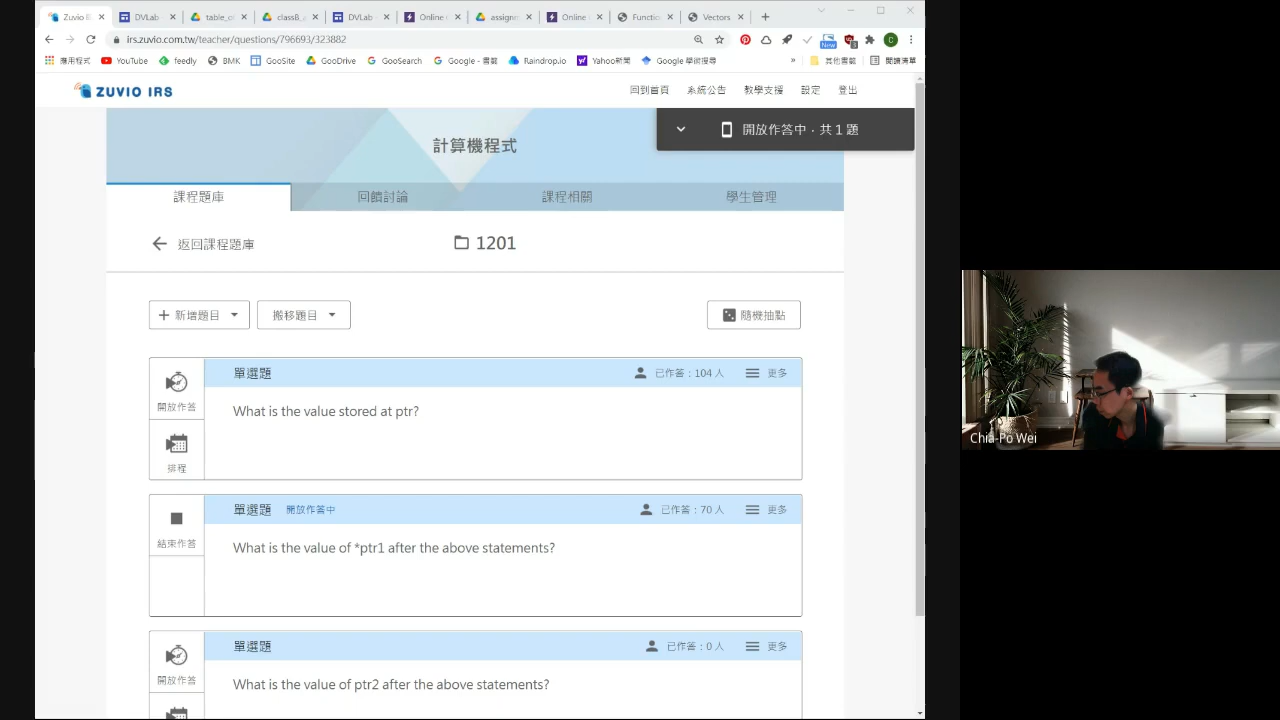 Zuvio I
DVLab
table_o
classB_
DVLab
Online
assignm
Online
Functio
Vectors
irs.zuvio.com.tw/teacher/questions/796693/323882
New
C
應用程式
YouTube
feedly
BMK
GooSite
GooDrive
GooSearch
Google - 書籤
Raindrop.io
Yahoo新聞
Google 學術搜尋
»
其他書籤
閱讀清單
ZUVIO IRS
回到首頁
系統公告
教學支援
設定
登出
計算機程式
開放作答中 · 共 1 題
課程題庫
回饋討論
課程相關
學生管理
返回課程題庫
1201
新增題目
搬移題目
隨機抽點
單選題
已作答 : 104 人
更多
開放作答
What is the value stored at ptr?
排程
單選題 開放作答中
已作答 : 70 人
更多
結束作答
What is the value of *ptr1 after the above statements?
單選題
已作答 : 0 人
更多
開放作答
What is the value of ptr2 after the above statements?
Chia-Po Wei